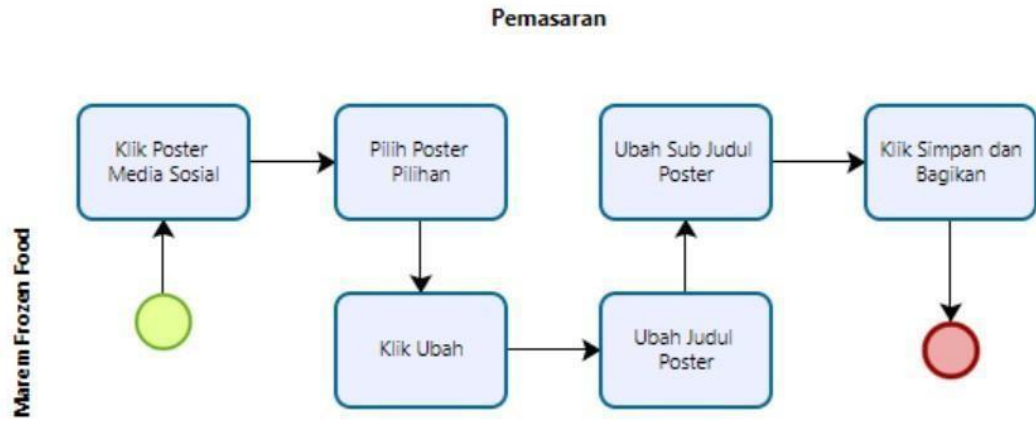 Pemasaran
Marem Frozen Food
Klik Poster
Media Sosial
Pilih Poster
Pilihan
Klik Ubah
Ubah Judul
Poster
Ubah Sub Judul
Poster
Klik Simpan dan
Bagikan